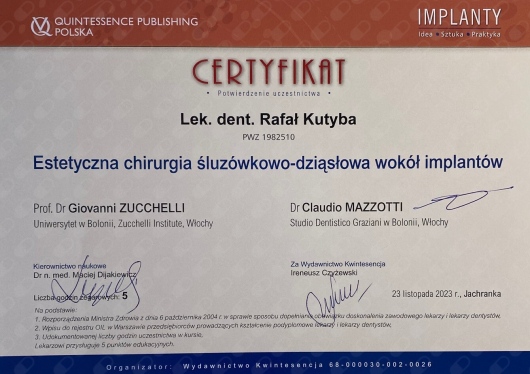 QUINTESSENCE PUBLISHING
POLSKA
IMPLANTY
Idea • Sztuka • Praktyka
CERTYFIKAT
• Potwierdzenie uczestnictwa •
Lek. dent. Rafał Kutyba
PWZ 1982510
Estetyczna chirurgia śluzówkowo-dziąsłowa wokół implantów
Prof. Dr Giovanni ZUCCHELLI
Uniwersytet w Bolonii, Zucchelli Institute, Włochy
Dr Claudio MAZZOTTI
Studio Dentistico Graziani w Bolonii, Włochy
Kierownictwo naukowe
Dr n. med. Maciej Dijakiewicz
Za Wydawnictwo Kwintesencja
Ireneusz Czyżewski
Liczba godzin zegarowych: 5
23 listopada 2023 r., Jachranka
Na podstawie:
1. Rozporządzenia Ministra Zdrowia z dnia 6 października 2004 r. w sprawie sposobu dopełnienia obowiązku doskonalenia zawodowego lekarzy i lekarzy dentystów,
2. Wpisu do rejestru OIL w Warszawie przedsiębiorców prowadzących kształcenie podyplomowe lekarzy i lekarzy dentystów,
3. Udokumentowanej liczby godzin uczestnictwa w kursie,
Lekarzowi przysługuje 5 punktów edukacyjnych.
Organizator: Wydawnictwo Kwintesencja 68-000030-002-0026